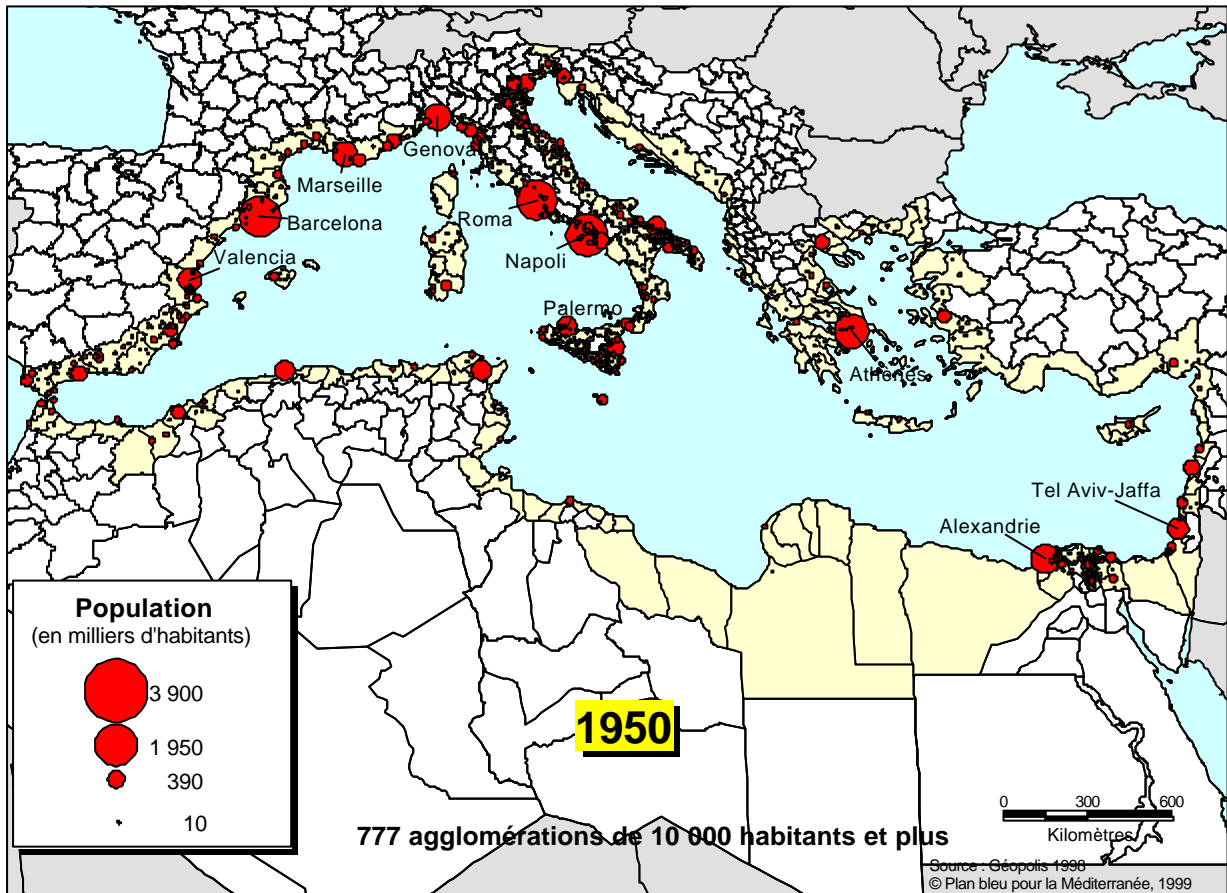 Genova
Marseille
Barcelona
Roma
Napoli
Valencia
Palermo
Athènes
Tel Aviv-Jaffa
Alexandrie
Population
(en milliers d'habitants)
3 900
1 950
390
10
1950
777 agglomérations de 10 000 habitants et plus
0 300 600
Kilomètres
Source : Géopolis 1998
© Plan bleu pour la Méditerranée, 1999